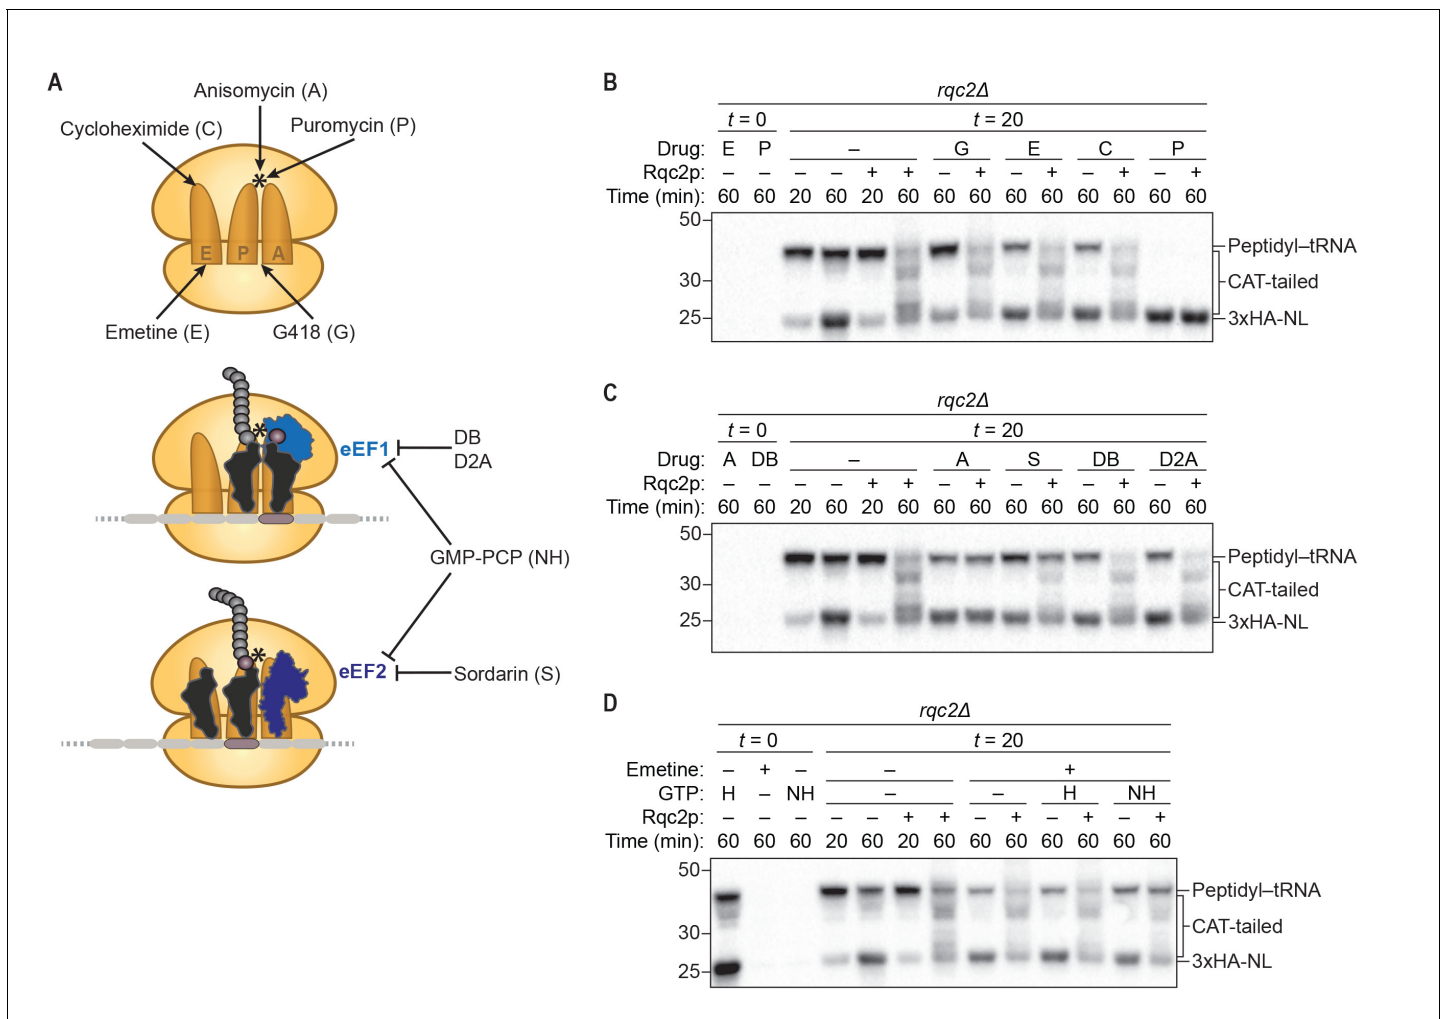 A
Anisomycin (A)
Cycloheximide (C)
Puromycin (P)
*
E P A
Emetine (E)
G418 (G)
*
eEF1
DB
D2A
GMP-PCP (NH)
*
eEF2
Sordarin (S)
B
rqc2Δ
t = 0 t = 20
Drug: E P – G E C P
Rqc2p: – – – – + + – + – + – + – +
Time (min): 60 60 20 60 20 60 60 60 60 60 60 60 60 60
50
30
25
Peptidyl–tRNA
CAT-tailed
3xHA-NL
C
rqc2Δ
t = 0 t = 20
Drug: A DB – A S DB D2A
Rqc2p: – – – – + + – + – + – + – +
Time (min): 60 60 20 60 20 60 60 60 60 60 60 60 60 60
50
30
25
Peptidyl–tRNA
CAT-tailed
3xHA-NL
D
rqc2Δ
t = 0 t = 20
Emetine: – + – – +
GTP: H – NH – – H NH
Rqc2p: – – – – – + + – + – + – +
Time (min): 60 60 60 20 60 20 60 60 60 60 60 60 60
50
30
25
Peptidyl–tRNA
CAT-tailed
3xHA-NL